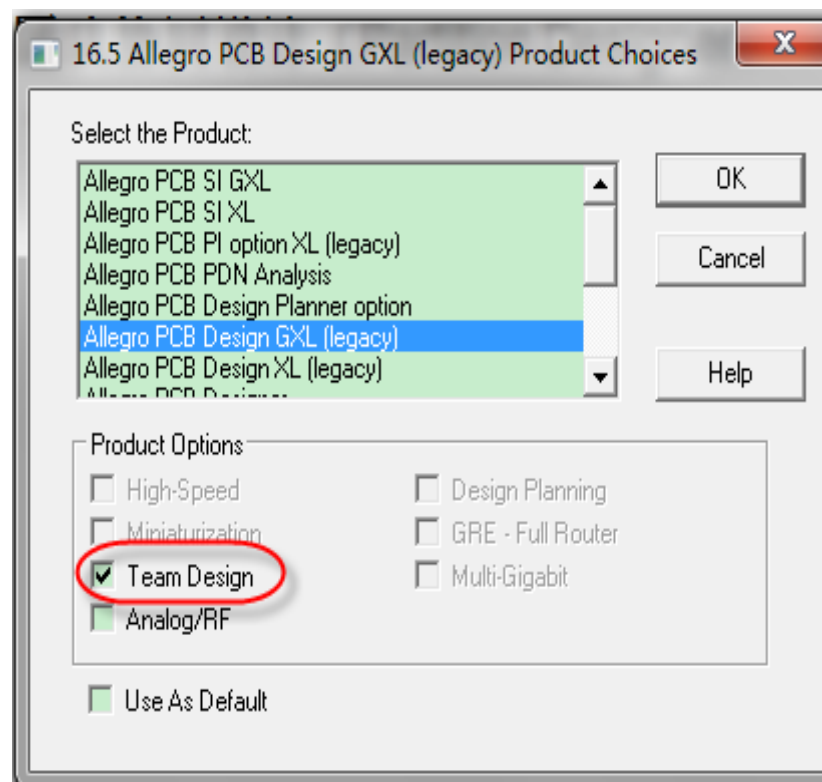 16.5 Allegro PCB Design GXL (legacy) Product Choices
Select the Product:
Allegro PCB SI GXL
Allegro PCB SI XL
Allegro PCB PI option XL (legacy)
Allegro PCB PDN Analysis
Allegro PCB Design Planner option
Allegro PCB Design GXL (legacy)
Allegro PCB Design XL (legacy)
Allegro PCB Designer
OK
Cancel
Help
Product Options
High-Speed
Design Planning
Miniaturization
GRE - Full Router
Team Design
Multi-Gigabit
Analog/RF
Use As Default